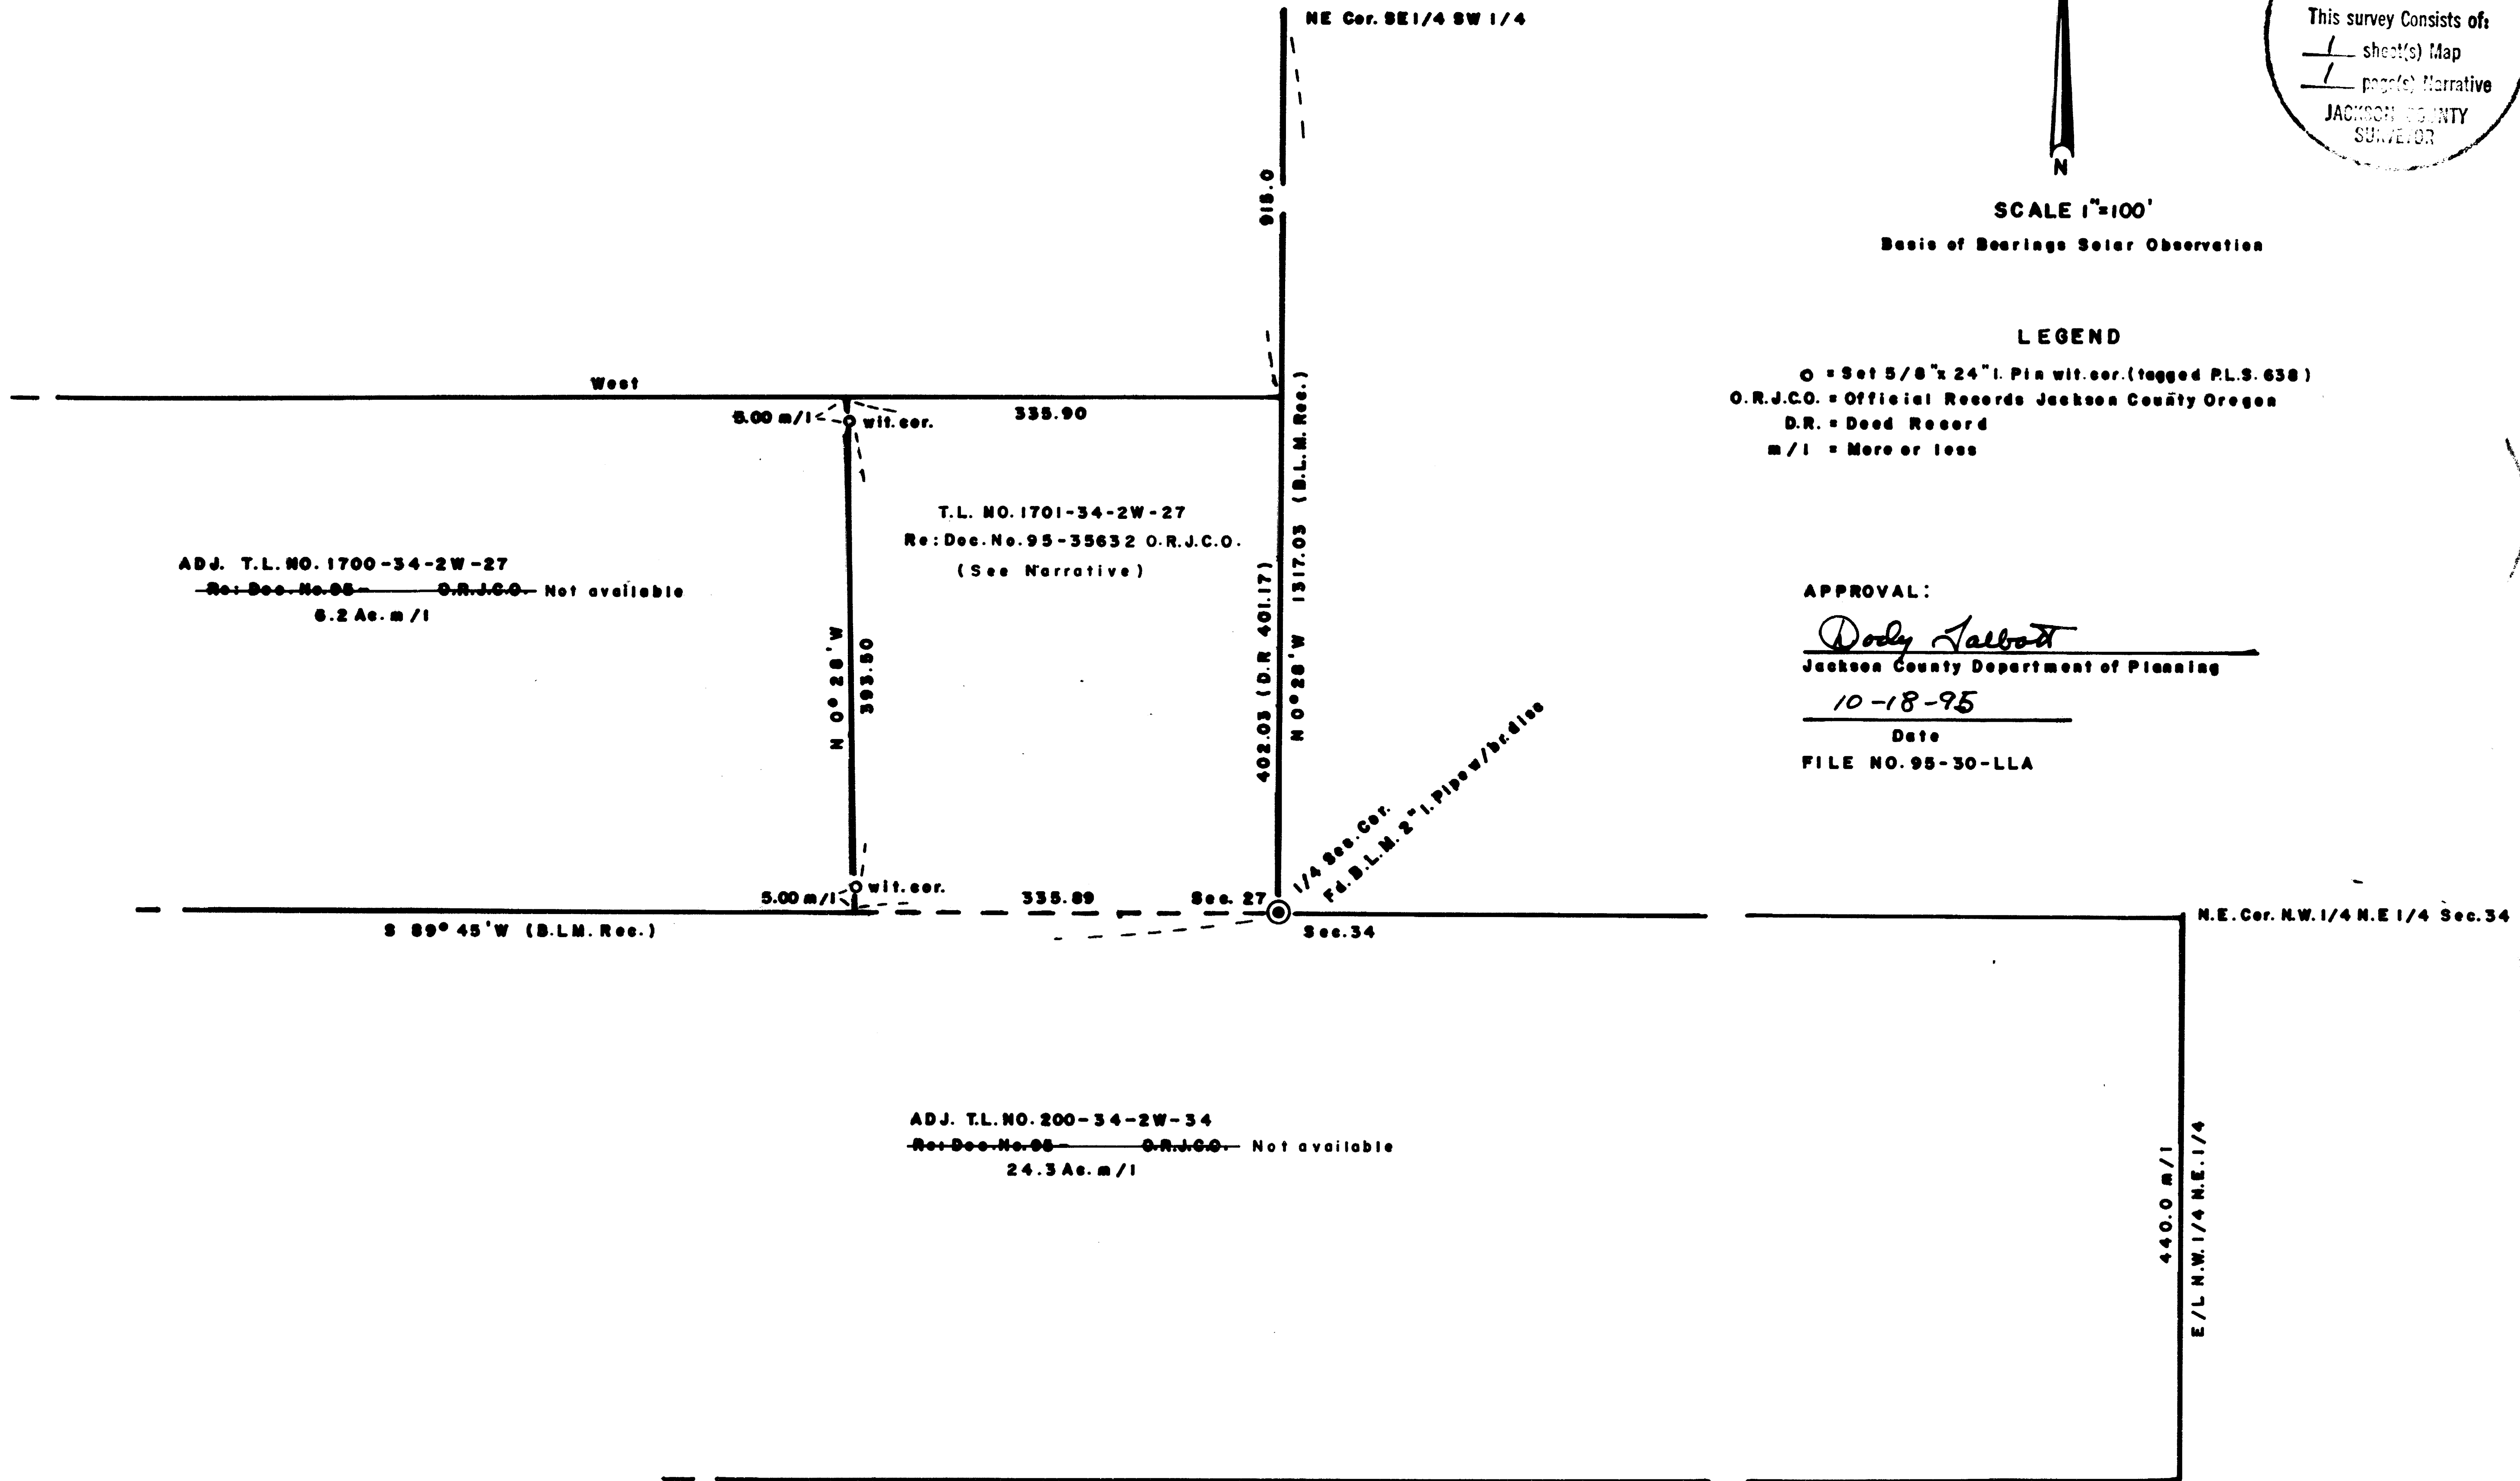 NE Cor. SE 1/4 SW 1/4
This survey Consists of:
1 sheet(s) Map
1 page(s) Narrative
JACKSON COUNTY
SURVEYOR
N
SCALE 1"=100'
Basis of Bearings Solar Observation
915.0
LEGEND
O = Set 5/8"x 24" I. Pin wit. cor. (tagged P.L.S. 638)
O.R.J.C.O. = Official Records Jackson County Oregon
D.R. = Deed Record
m/l = More or less
West
335.90
5.00 m/l
wit. cor.
T.L. NO. 1701-34-2W-27
Re: Doc. No. 95-35632 O.R.J.C.O.
(See Narrative)
ADJ. T.L. NO. 1700-34-2W-27
Re: Doc. No. 95- O.R.J.C.O. Not available
6.2 Ac. m/l
N 0° 28' W
393.50
402.03 (D.R 401.17)
N 0° 28' W 1317.03 (B.L.M. Rec.)
APPROVAL:
Dody Talbott
Jackson County Department of Planning
10-18-95
Date
FILE NO. 95-30-LLA
1/4 Sec. Cor.
Fd. B.L.M. 2" I. Pipe w/br. disc
5.00 m/l
wit. cor.
335.89
Sec. 27
Sec. 34
S 89° 45' W (B.L.M. Rec.)
N.E. Cor. N.W. 1/4 N.E 1/4 Sec. 34
ADJ. T.L. NO. 200-34-2W-34
Re: Doc. No. 95- O.R.J.C.O. Not available
24.3 Ac. m/l
440.0 m/l
E/L N.W. 1/4 N.E. 1/4